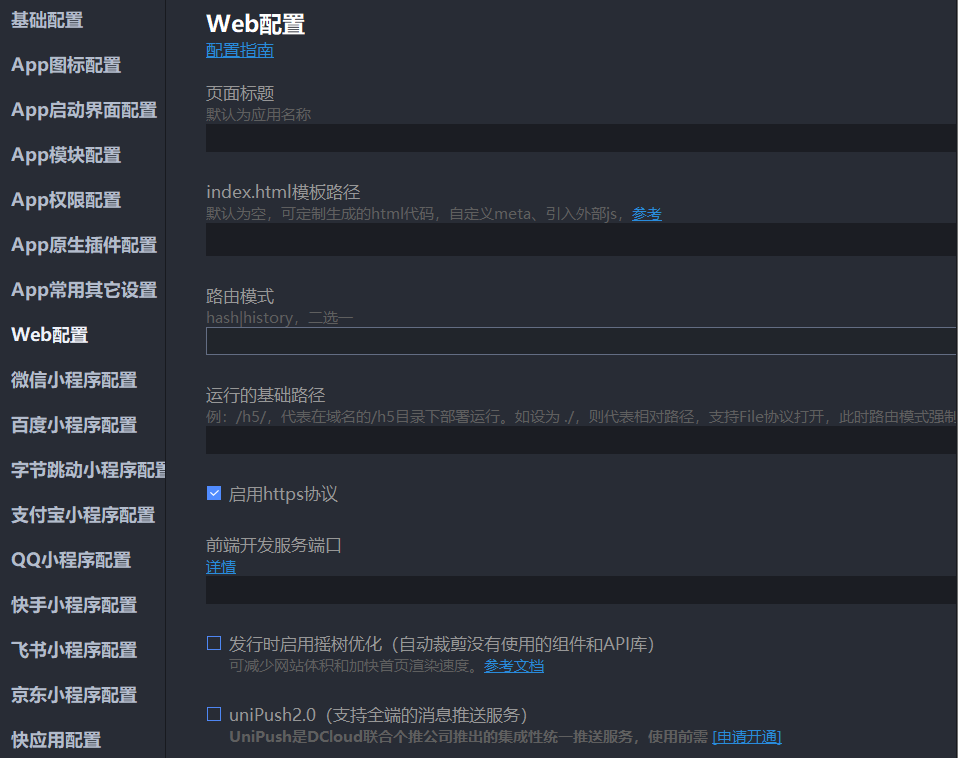 基础配置
App图标配置
App启动界面配置
App模块配置
App权限配置
App原生插件配置
App常用其它设置
Web配置
微信小程序配置
百度小程序配置
字节跳动小程序配置
支付宝小程序配置
QQ小程序配置
快手小程序配置
飞书小程序配置
京东小程序配置
快应用配置
Web配置
配置指南
页面标题
默认为应用名称
index.html模板路径
默认为空，可定制生成的html代码，自定义meta、引入外部js，参考
路由模式
hash|history，二选一
运行的基础路径
例：/h5/，代表在域名的/h5目录下部署运行。如设为 ./，则代表相对路径，支持File协议打开，此时路由模式强制
启用https协议
前端开发服务端口
详情
发行时启用摇树优化（自动裁剪没有使用的组件和API库）
可减少网站体积和加快首页渲染速度。参考文档
uniPush2.0（支持全端的消息推送服务）
UniPush是DCloud联合个推公司推出的集成性统一推送服务，使用前需 [申请开通]